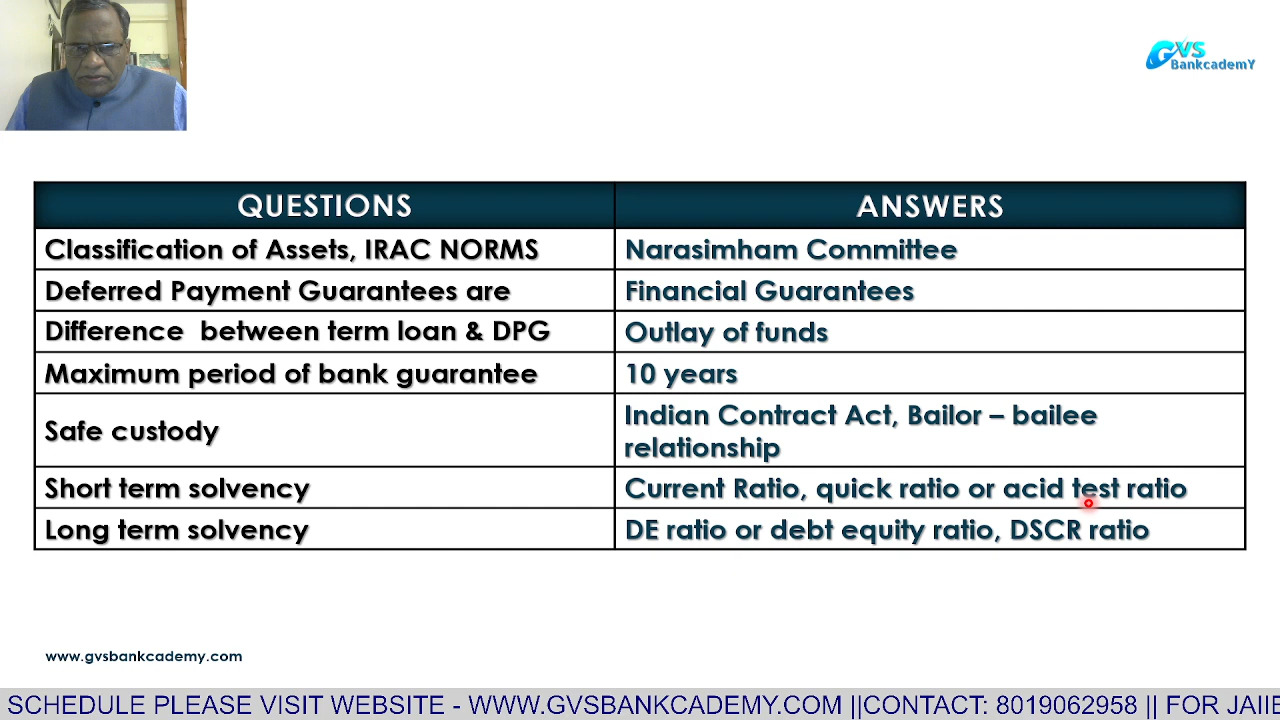 GVS
BankcademY
QUESTIONS
ANSWERS
Classification of Assets, IRAC NORMS
Narasimham Committee
Deferred Payment Guarantees are
Financial Guarantees
Difference between term loan & DPG
Outlay of funds
Maximum period of bank guarantee
10 years
Safe custody
Indian Contract Act, Bailor – bailee
relationship
Short term solvency
Current Ratio, quick ratio or acid test ratio
Long term solvency
DE ratio or debt equity ratio, DSCR ratio
www.gvsbankcademy.com
SCHEDULE PLEASE VISIT WEBSITE - WWW.GVSBANKCADEMY.COM ||CONTACT: 8019062958 || FOR JAIIB